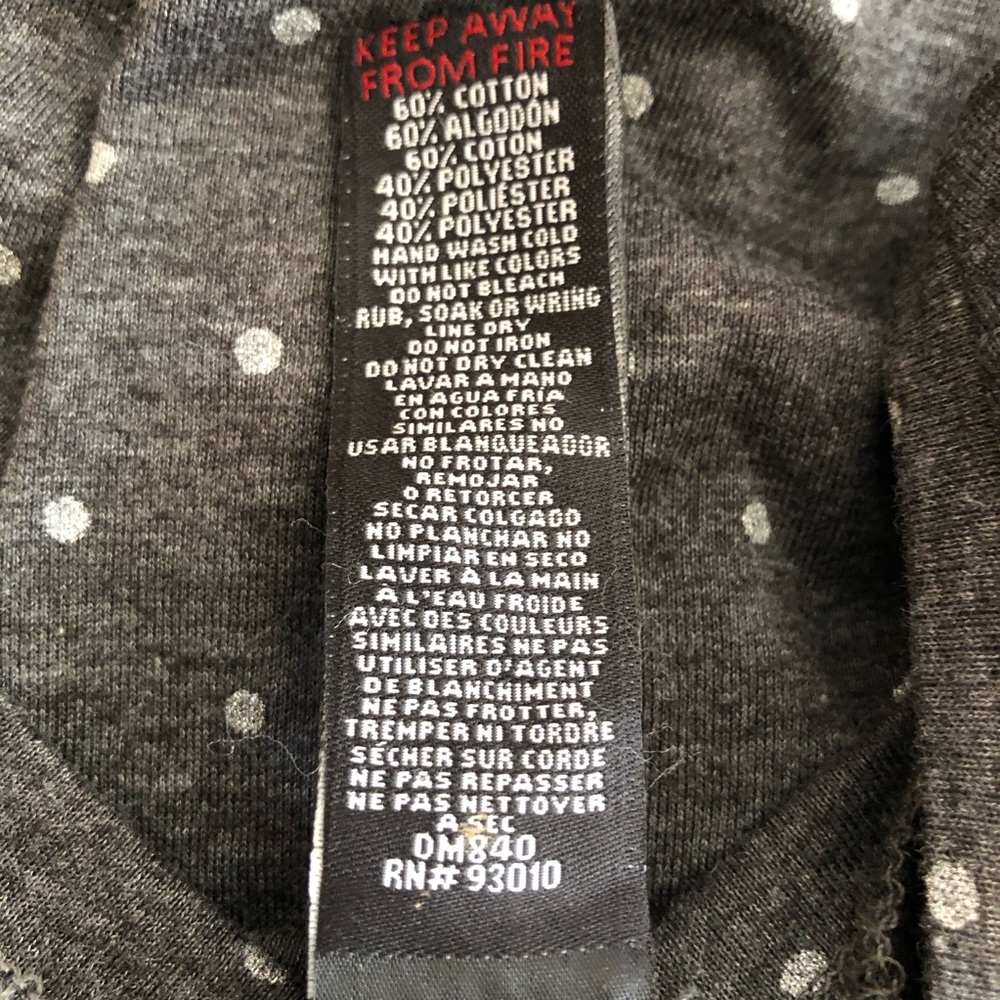 KEEP AWAY
FROM FIRE
60% COTTON
60% ALGODÓN
60% COTON
40% POLYESTER
40% POLIÉSTER
40% POLYESTER
HAND WASH COLD
WITH LIKE COLORS
DO NOT BLEACH
RUB, SOAK OR WRING
LINE DRY
DO NOT IRON
DO NOT DRY CLEAN
LAVAR A MANO
EN AGUA FRÍA
CON COLORES
SIMILARES NO
USAR BLANQUEADOR
NO FROTAR,
REMOJAR
O RETORCER
SECAR COLGADO
NO PLANCHAR NO
LIMPIAR EN SECO
LAVER À LA MAIN
A L'EAU FROIDE
AVEC DES COULEURS
SIMILAIRES NE PAS
UTILISER D'AGENT
DE BLANCHIMENT
NE PAS FROTTER,
TREMPER NI TORDRE
SÉCHER SUR CORDE
NE PAS REPASSER
NE PAS NETTOYER
A SEC
DM840
RN# 93010